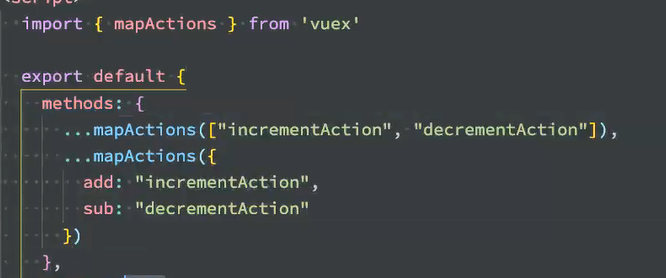 <script>
import { mapActions } from 'vuex'
export default {
methods: {
...mapActions(["incrementAction", "decrementAction"]),
...mapActions({
add: "incrementAction",
sub: "decrementAction"
})
},